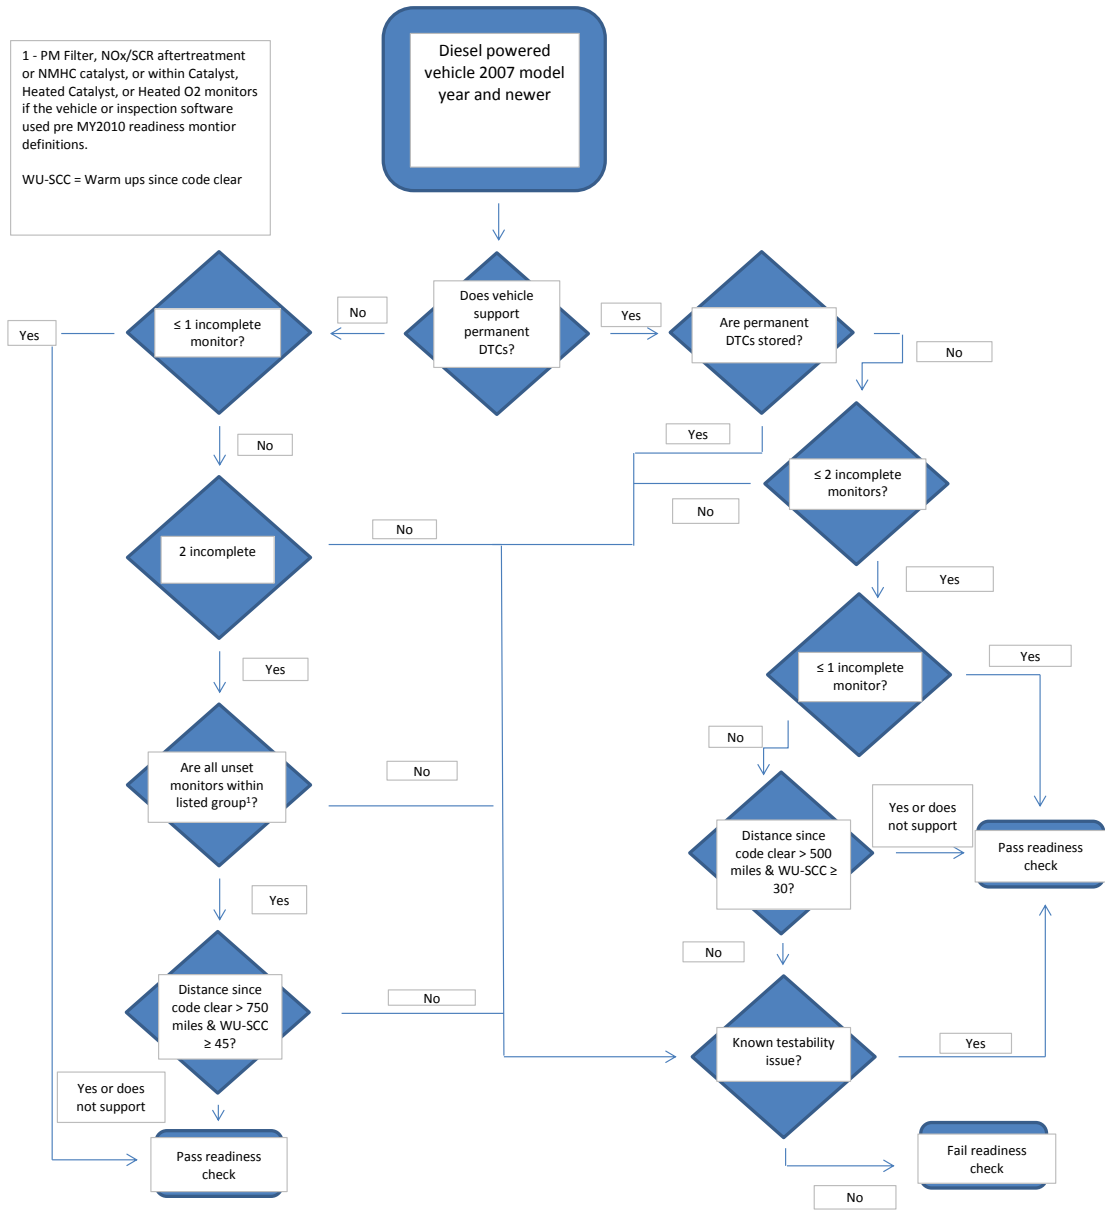 1 - PM Filter, NOx/SCR aftertreatment
or NMHC catalyst, or within Catalyst,
Heated Catalyst, or Heated O2 monitors
if the vehicle or inspection software
used pre MY2010 readiness montior
definitions.
WU-SCC = Warm ups since code clear
Diesel powered
vehicle 2007 model
year and newer
Does vehicle
support
permanent
DTCs?
No
Yes
≤ 1 incomplete
monitor?
Yes
Are permanent
DTCs stored?
No
Yes
No
≤ 2 incomplete
monitors?
No
2 incomplete
No
Yes
≤ 1 incomplete
monitor?
Yes
Yes
No
Are all unset
monitors within
listed group¹?
No
Distance since
code clear > 500
miles & WU-SCC ≥
30?
Yes or does
not support
Pass readiness
check
Yes
No
Distance since
code clear > 750
miles & WU-SCC
≥ 45?
No
Known testability
issue?
Yes
Yes or does
not support
Pass readiness
check
Fail readiness
check
No